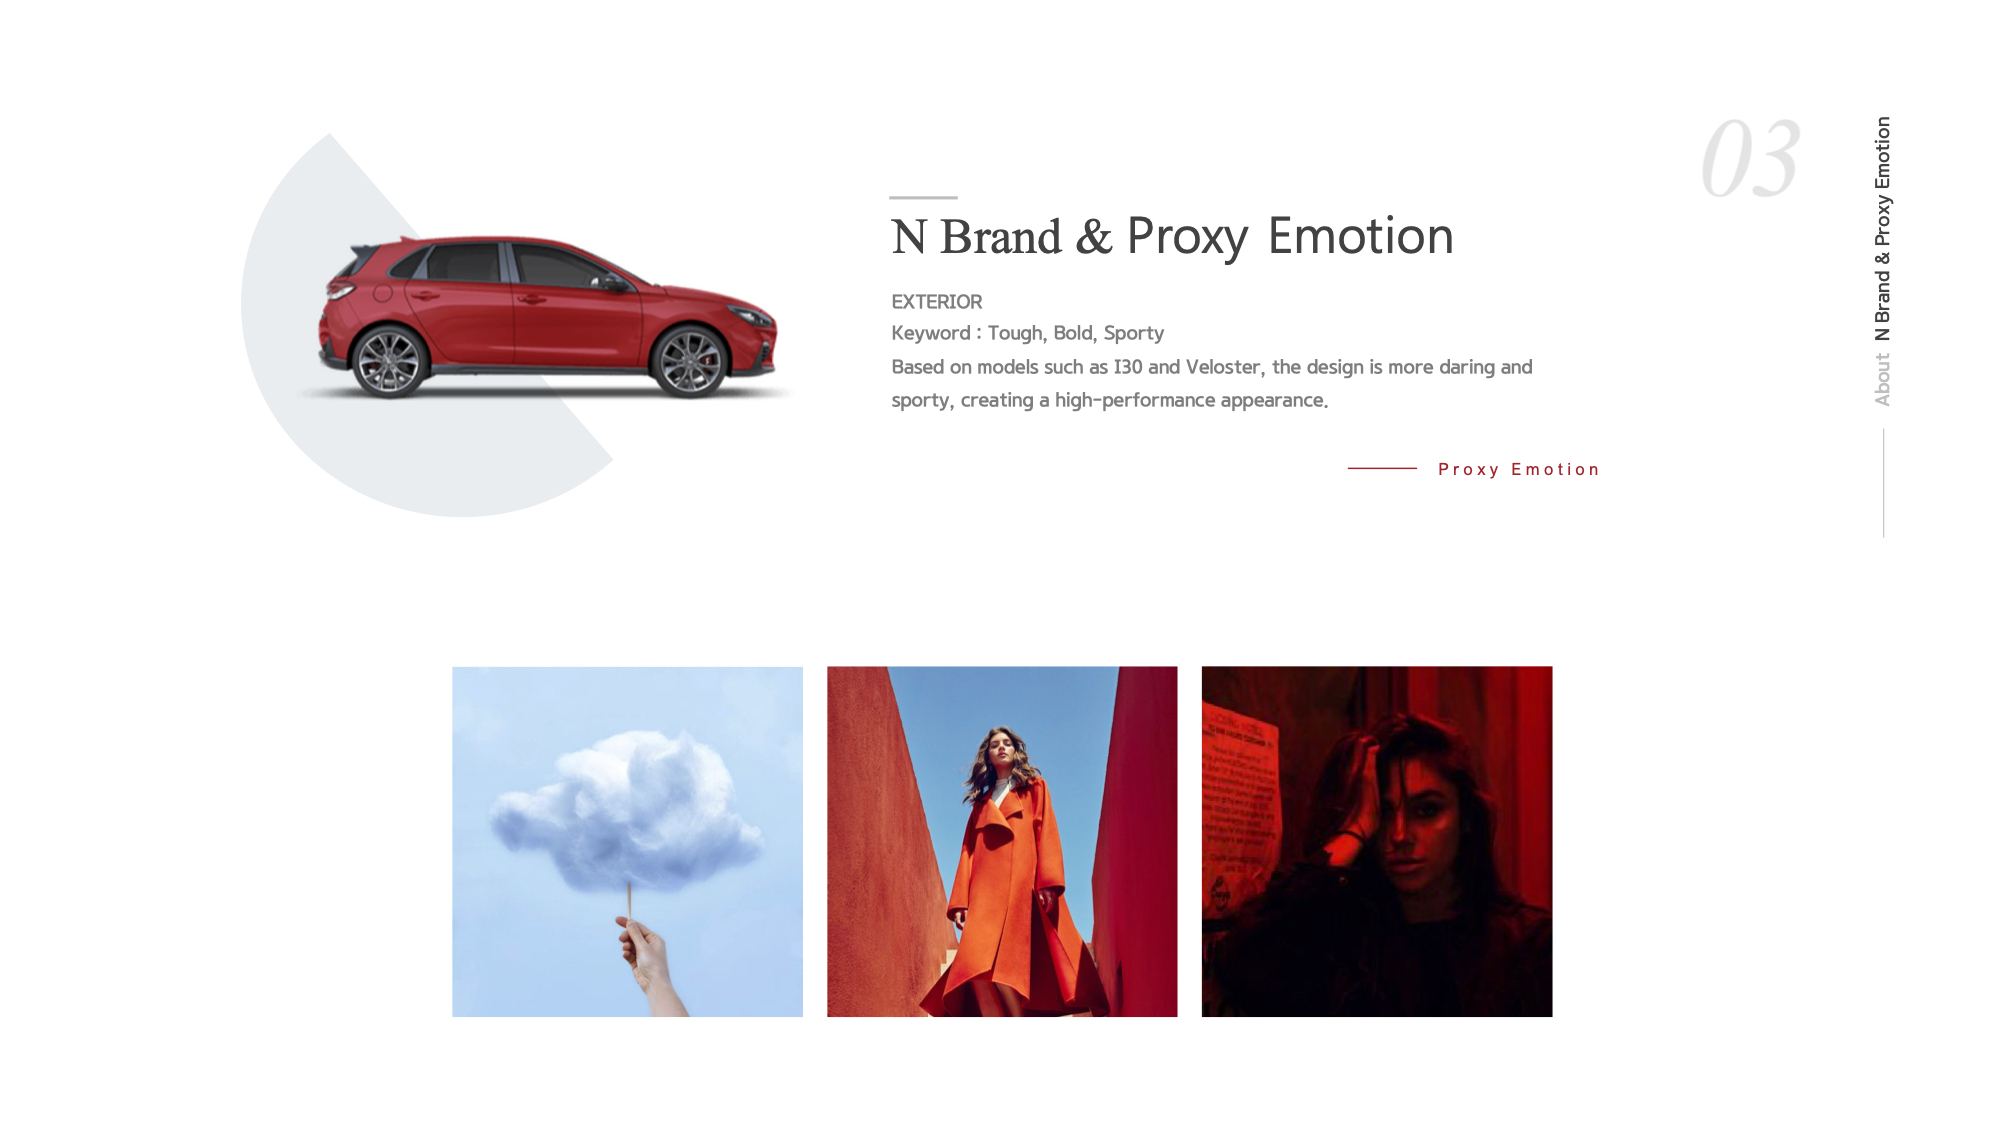 03
About N Brand & Proxy Emotion
N Brand & Proxy Emotion
EXTERIOR
Keyword : Tough, Bold, Sporty
Based on models such as I30 and Veloster, the design is more daring and
sporty, creating a high-performance appearance.
Proxy Emotion